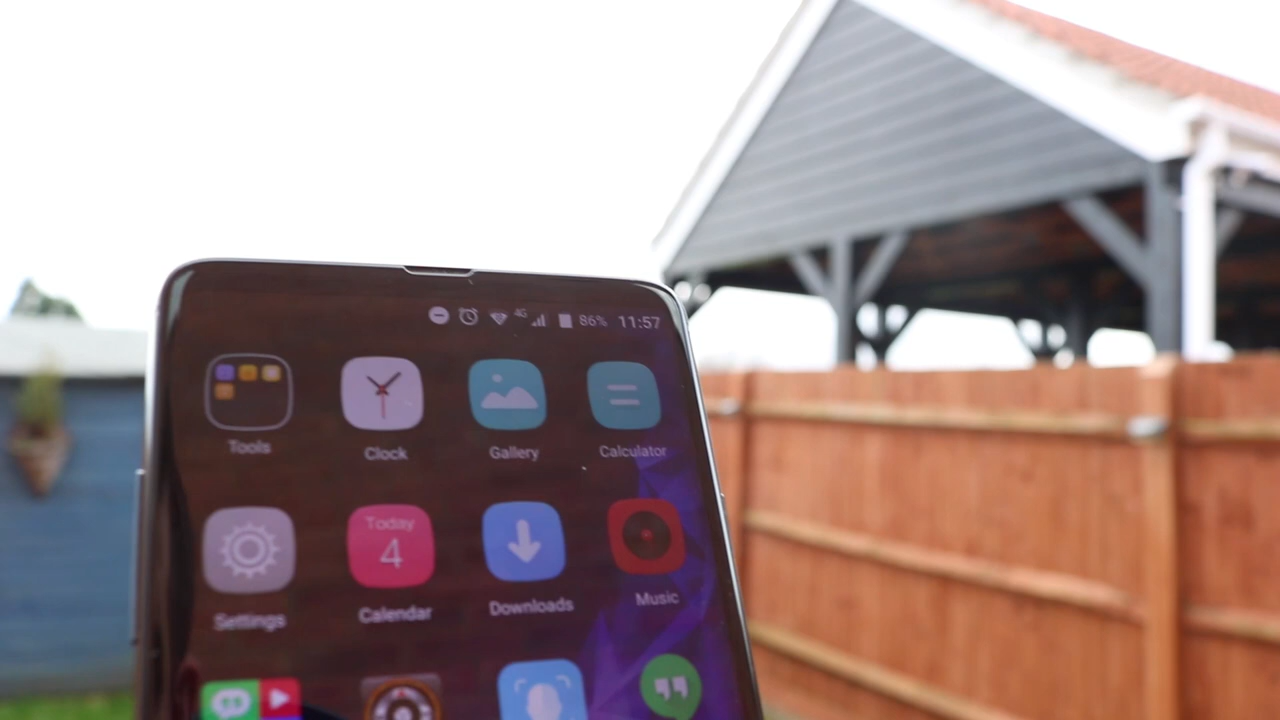 4G 86% 11:57
Tools Clock Gallery Calculator
Today
4
Settings Calendar Downloads Music